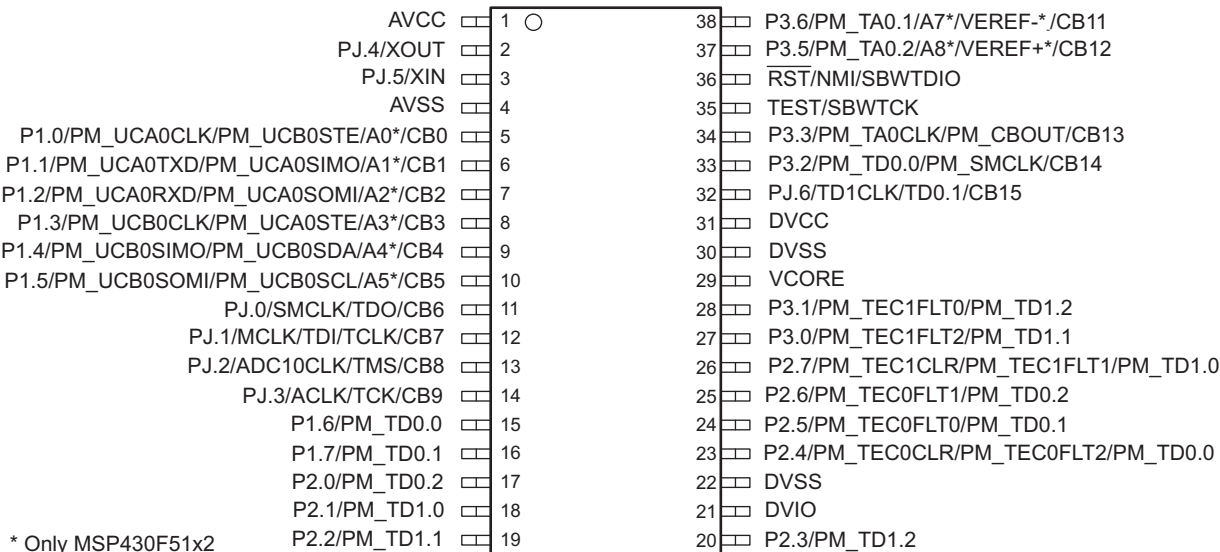 AVCC 1 38 P3.6/PM_TA0.1/A7*/VEREF-*/CB11
PJ.4/XOUT 2 37 P3.5/PM_TA0.2/A8*/VEREF+*/CB12
PJ.5/XIN 3 36 RST/NMI/SBWTDIO
AVSS 4 35 TEST/SBWTCK
P1.0/PM_UCA0CLK/PM_UCB0STE/A0*/CB0 5 34 P3.3/PM_TA0CLK/PM_CBOUT/CB13
P1.1/PM_UCA0TXD/PM_UCA0SIMO/A1*/CB1 6 33 P3.2/PM_TD0.0/PM_SMCLK/CB14
P1.2/PM_UCA0RXD/PM_UCA0SOMI/A2*/CB2 7 32 PJ.6/TD1CLK/TD0.1/CB15
P1.3/PM_UCB0CLK/PM_UCA0STE/A3*/CB3 8 31 DVCC
P1.4/PM_UCB0SIMO/PM_UCB0SDA/A4*/CB4 9 30 DVSS
P1.5/PM_UCB0SOMI/PM_UCB0SCL/A5*/CB5 10 29 VCORE
PJ.0/SMCLK/TDO/CB6 11 28 P3.1/PM_TEC1FLT0/PM_TD1.2
PJ.1/MCLK/TDI/TCLK/CB7 12 27 P3.0/PM_TEC1FLT2/PM_TD1.1
PJ.2/ADC10CLK/TMS/CB8 13 26 P2.7/PM_TEC1CLR/PM_TEC1FLT1/PM_TD1.0
PJ.3/ACLK/TCK/CB9 14 25 P2.6/PM_TEC0FLT1/PM_TD0.2
P1.6/PM_TD0.0 15 24 P2.5/PM_TEC0FLT0/PM_TD0.1
P1.7/PM_TD0.1 16 23 P2.4/PM_TEC0CLR/PM_TEC0FLT2/PM_TD0.0
P2.0/PM_TD0.2 17 22 DVSS
P2.1/PM_TD1.0 18 21 DVIO
P2.2/PM_TD1.1 19 20 P2.3/PM_TD1.2
* Only MSP430F51x2